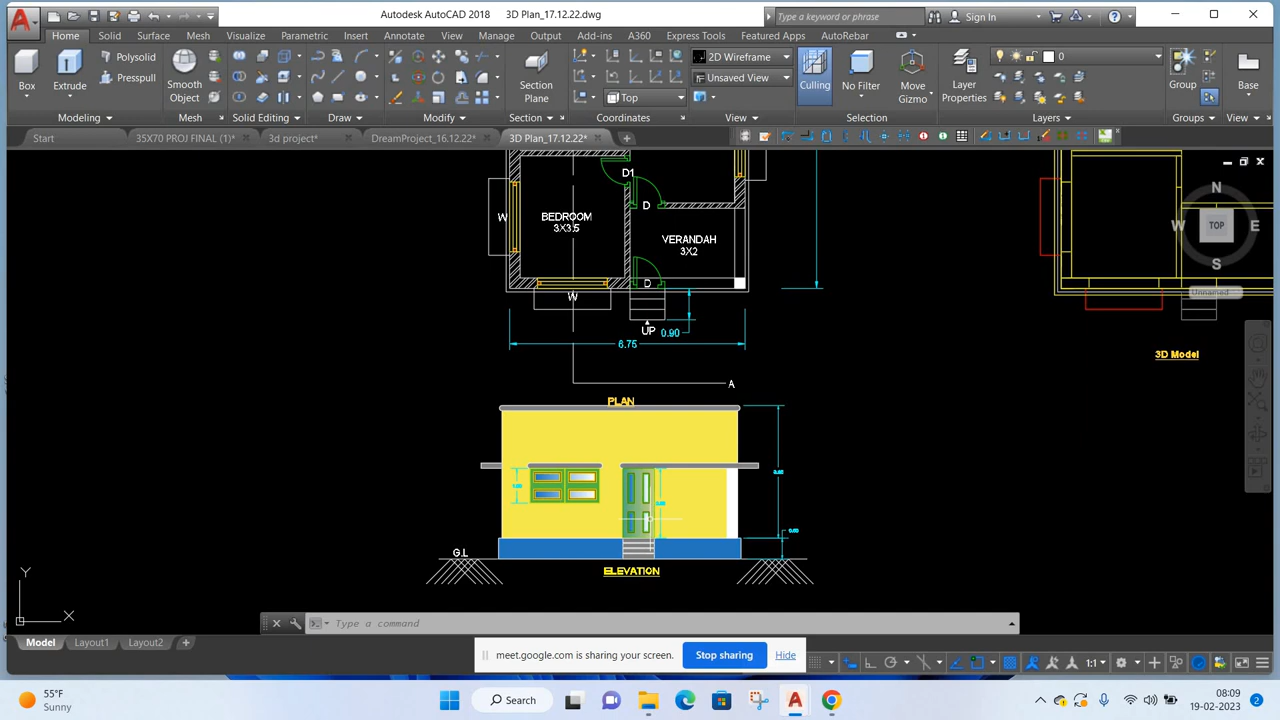 Autodesk AutoCAD 2018 3D Plan_17.12.22.dwg
Type a keyword or phrase
Sign In
Home Solid Surface Mesh Visualize Parametric Insert Annotate View Manage Output Add-ins A360 Express Tools Featured Apps AutoRebar
Polysolid
Presspull
Box
Extrude
Smooth
Object
Section
Plane
2D Wireframe
Unsaved View
Top
Culling
No Filter
Move
Gizmo
Layer
Properties
0
Group
Base
Modeling
Mesh
Solid Editing
Draw
Modify
Section
Coordinates
View
Selection
Layers
Groups
View
Start
35X70 PROJ FINAL (1)*
3d project*
DreamProject_16.12.22*
3D Plan_17.12.22*
D1
D
W
BEDROOM
3X3.5
VERANDAH
3X2
D
W
UP
0.90
6.75
A
PLAN
G.L
ELEVATION
3D Model
N
W
TOP
E
S
Unnamed
Y
X
Type a command
Model
Layout1
Layout2
meet.google.com is sharing your screen.
Stop sharing
Hide
1:1
55°F
Sunny
Search
08:09
19-02-2023
2